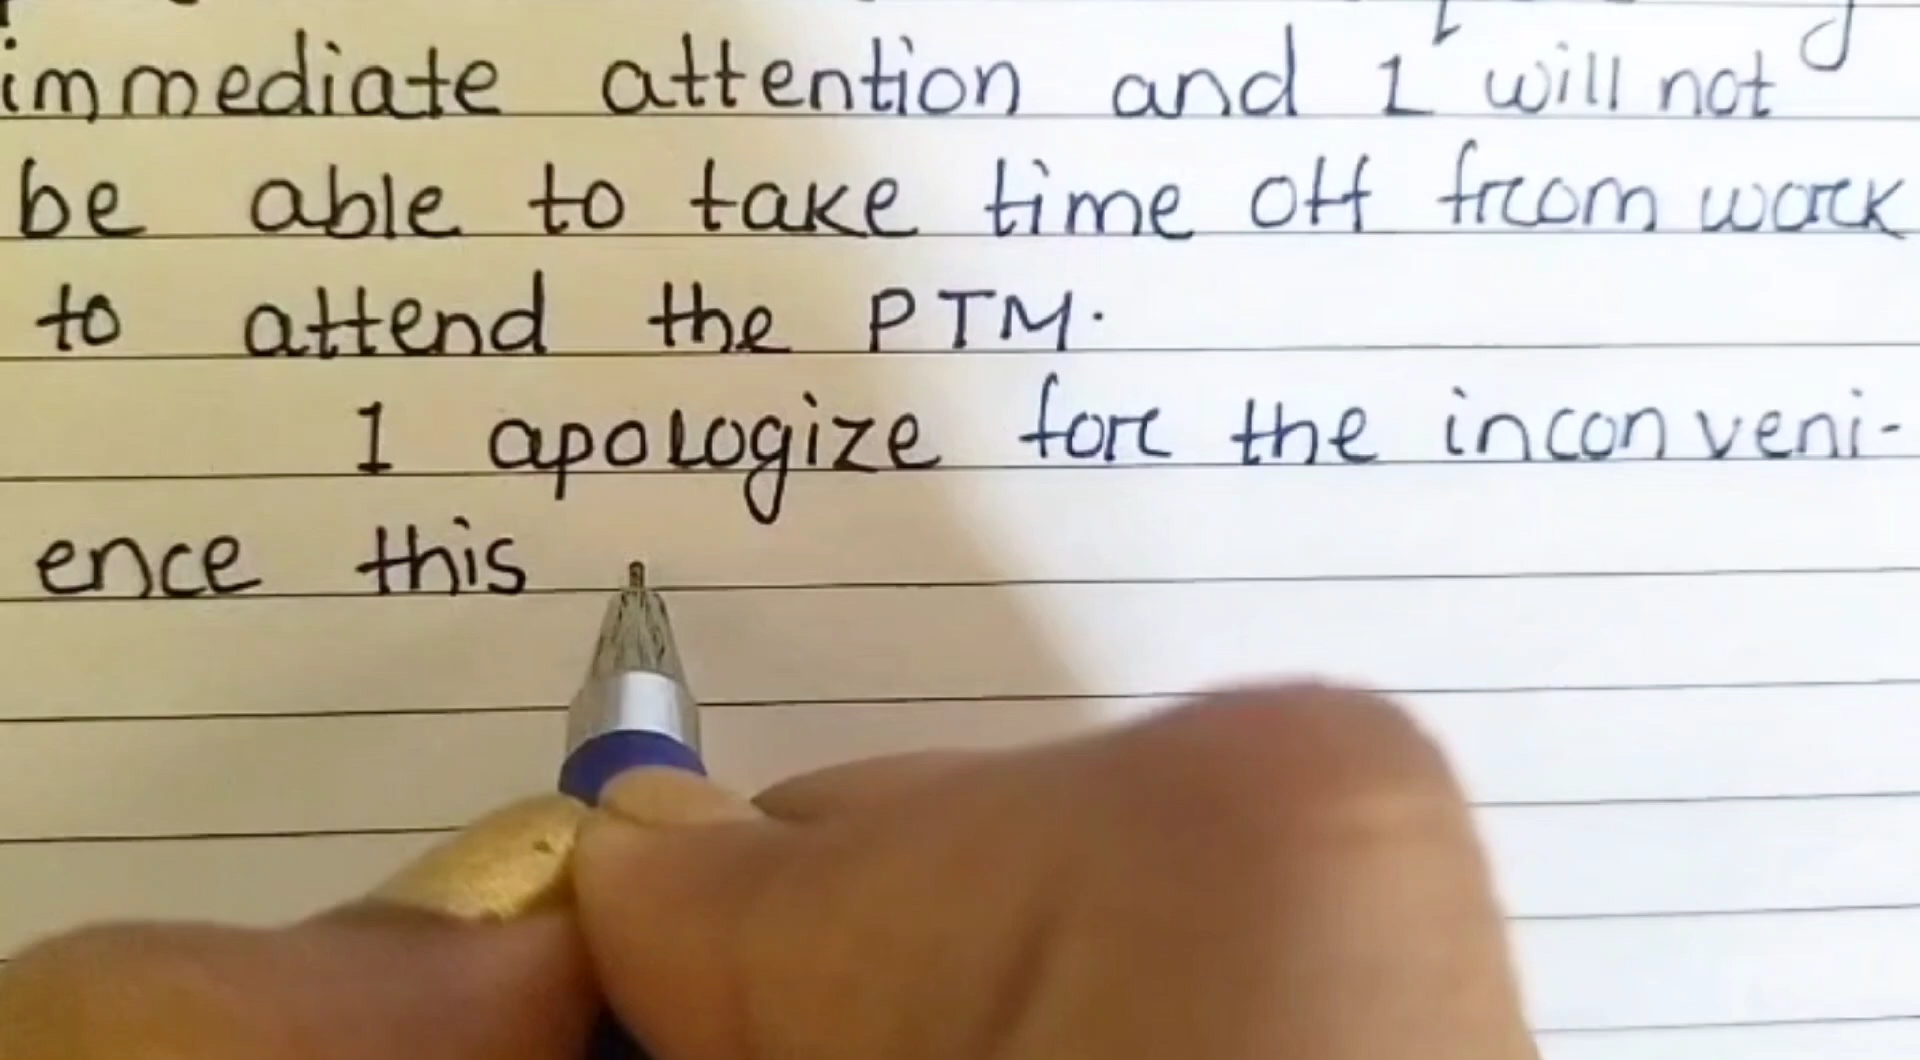 immediate attention and I will not
be able to take time off from work
to attend the PTM.
I apologize for the inconveni-
ence this